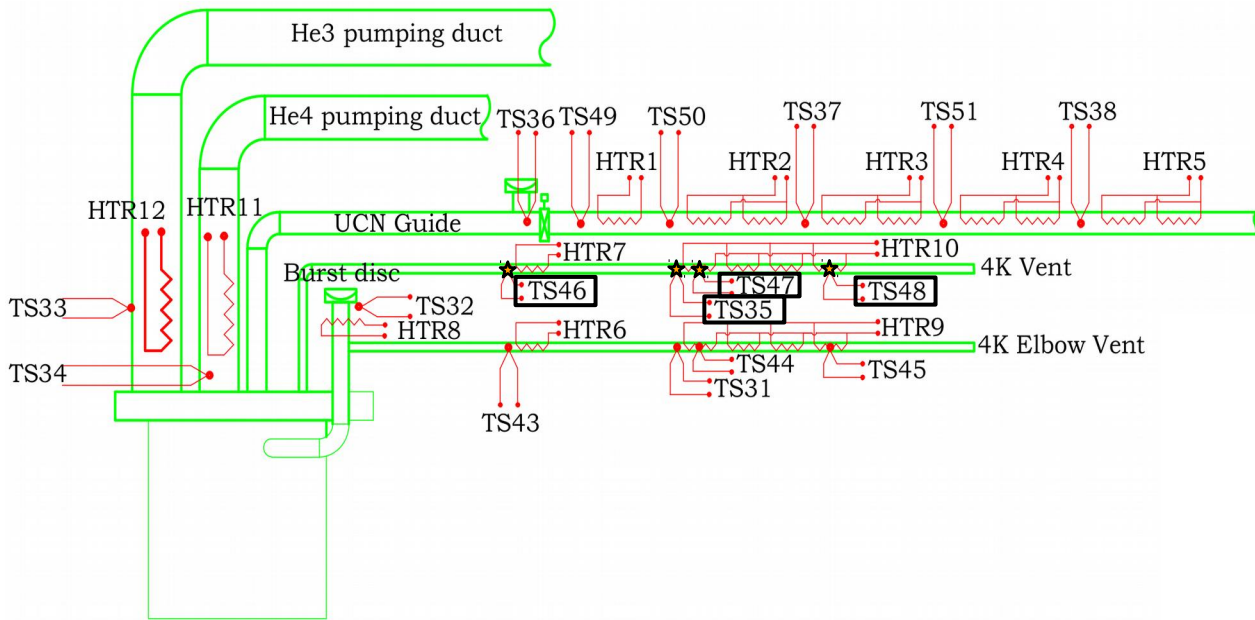 He3 pumping duct
He4 pumping duct
TS36
TS49
TS50
TS37
TS51
TS38
HTR1
HTR2
HTR3
HTR4
HTR5
HTR12
HTR11
UCN Guide
HTR7
HTR10
Burst disc
4K Vent
TS46
TS47
TS48
TS33
TS32
TS35
HTR8
HTR6
HTR9
4K Elbow Vent
TS34
TS44
TS45
TS31
TS43